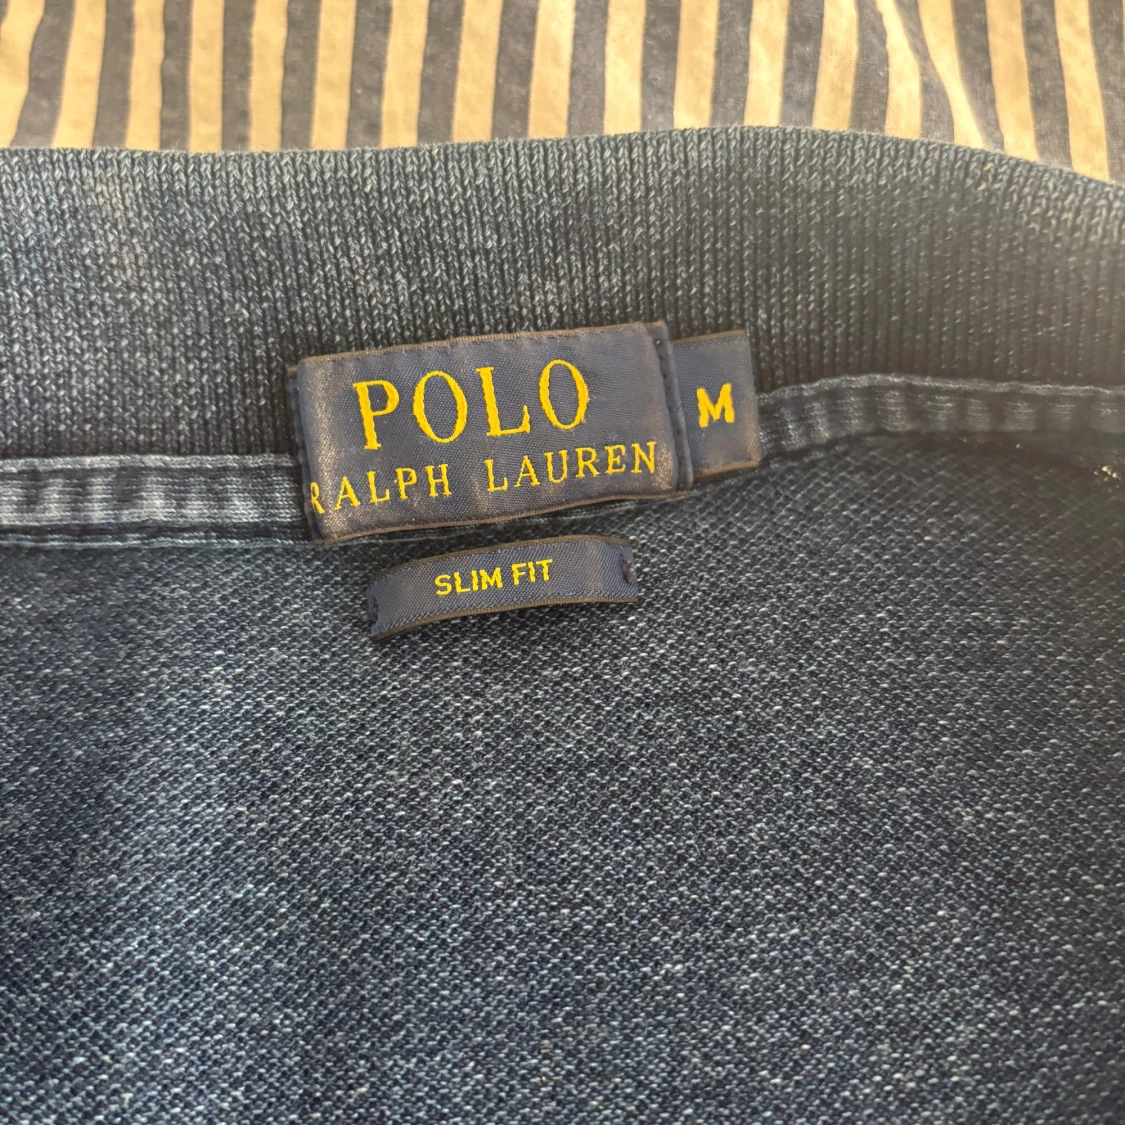 POLO
RALPH LAUREN
M
SLIM FIT